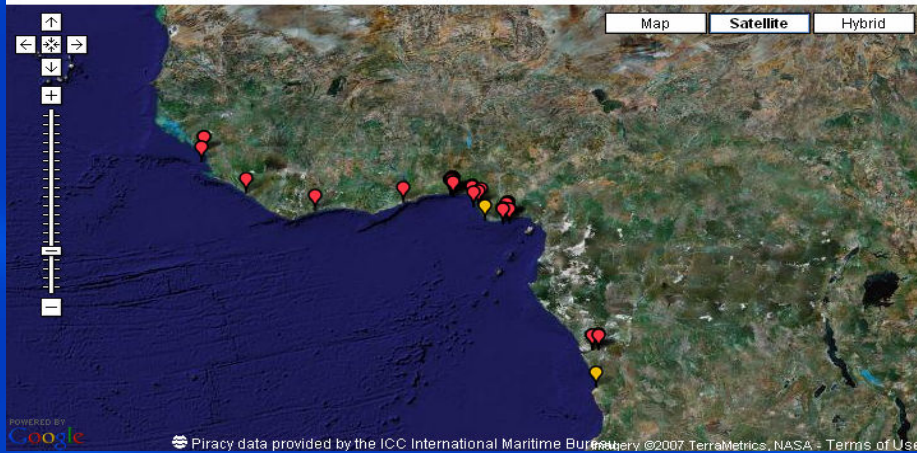 Map Satellite Hybrid
POWERED BY
Google
Piracy data provided by the ICC International Maritime Bureau
Imagery ©2007 TerraMetrics, NASA - Terms of Use